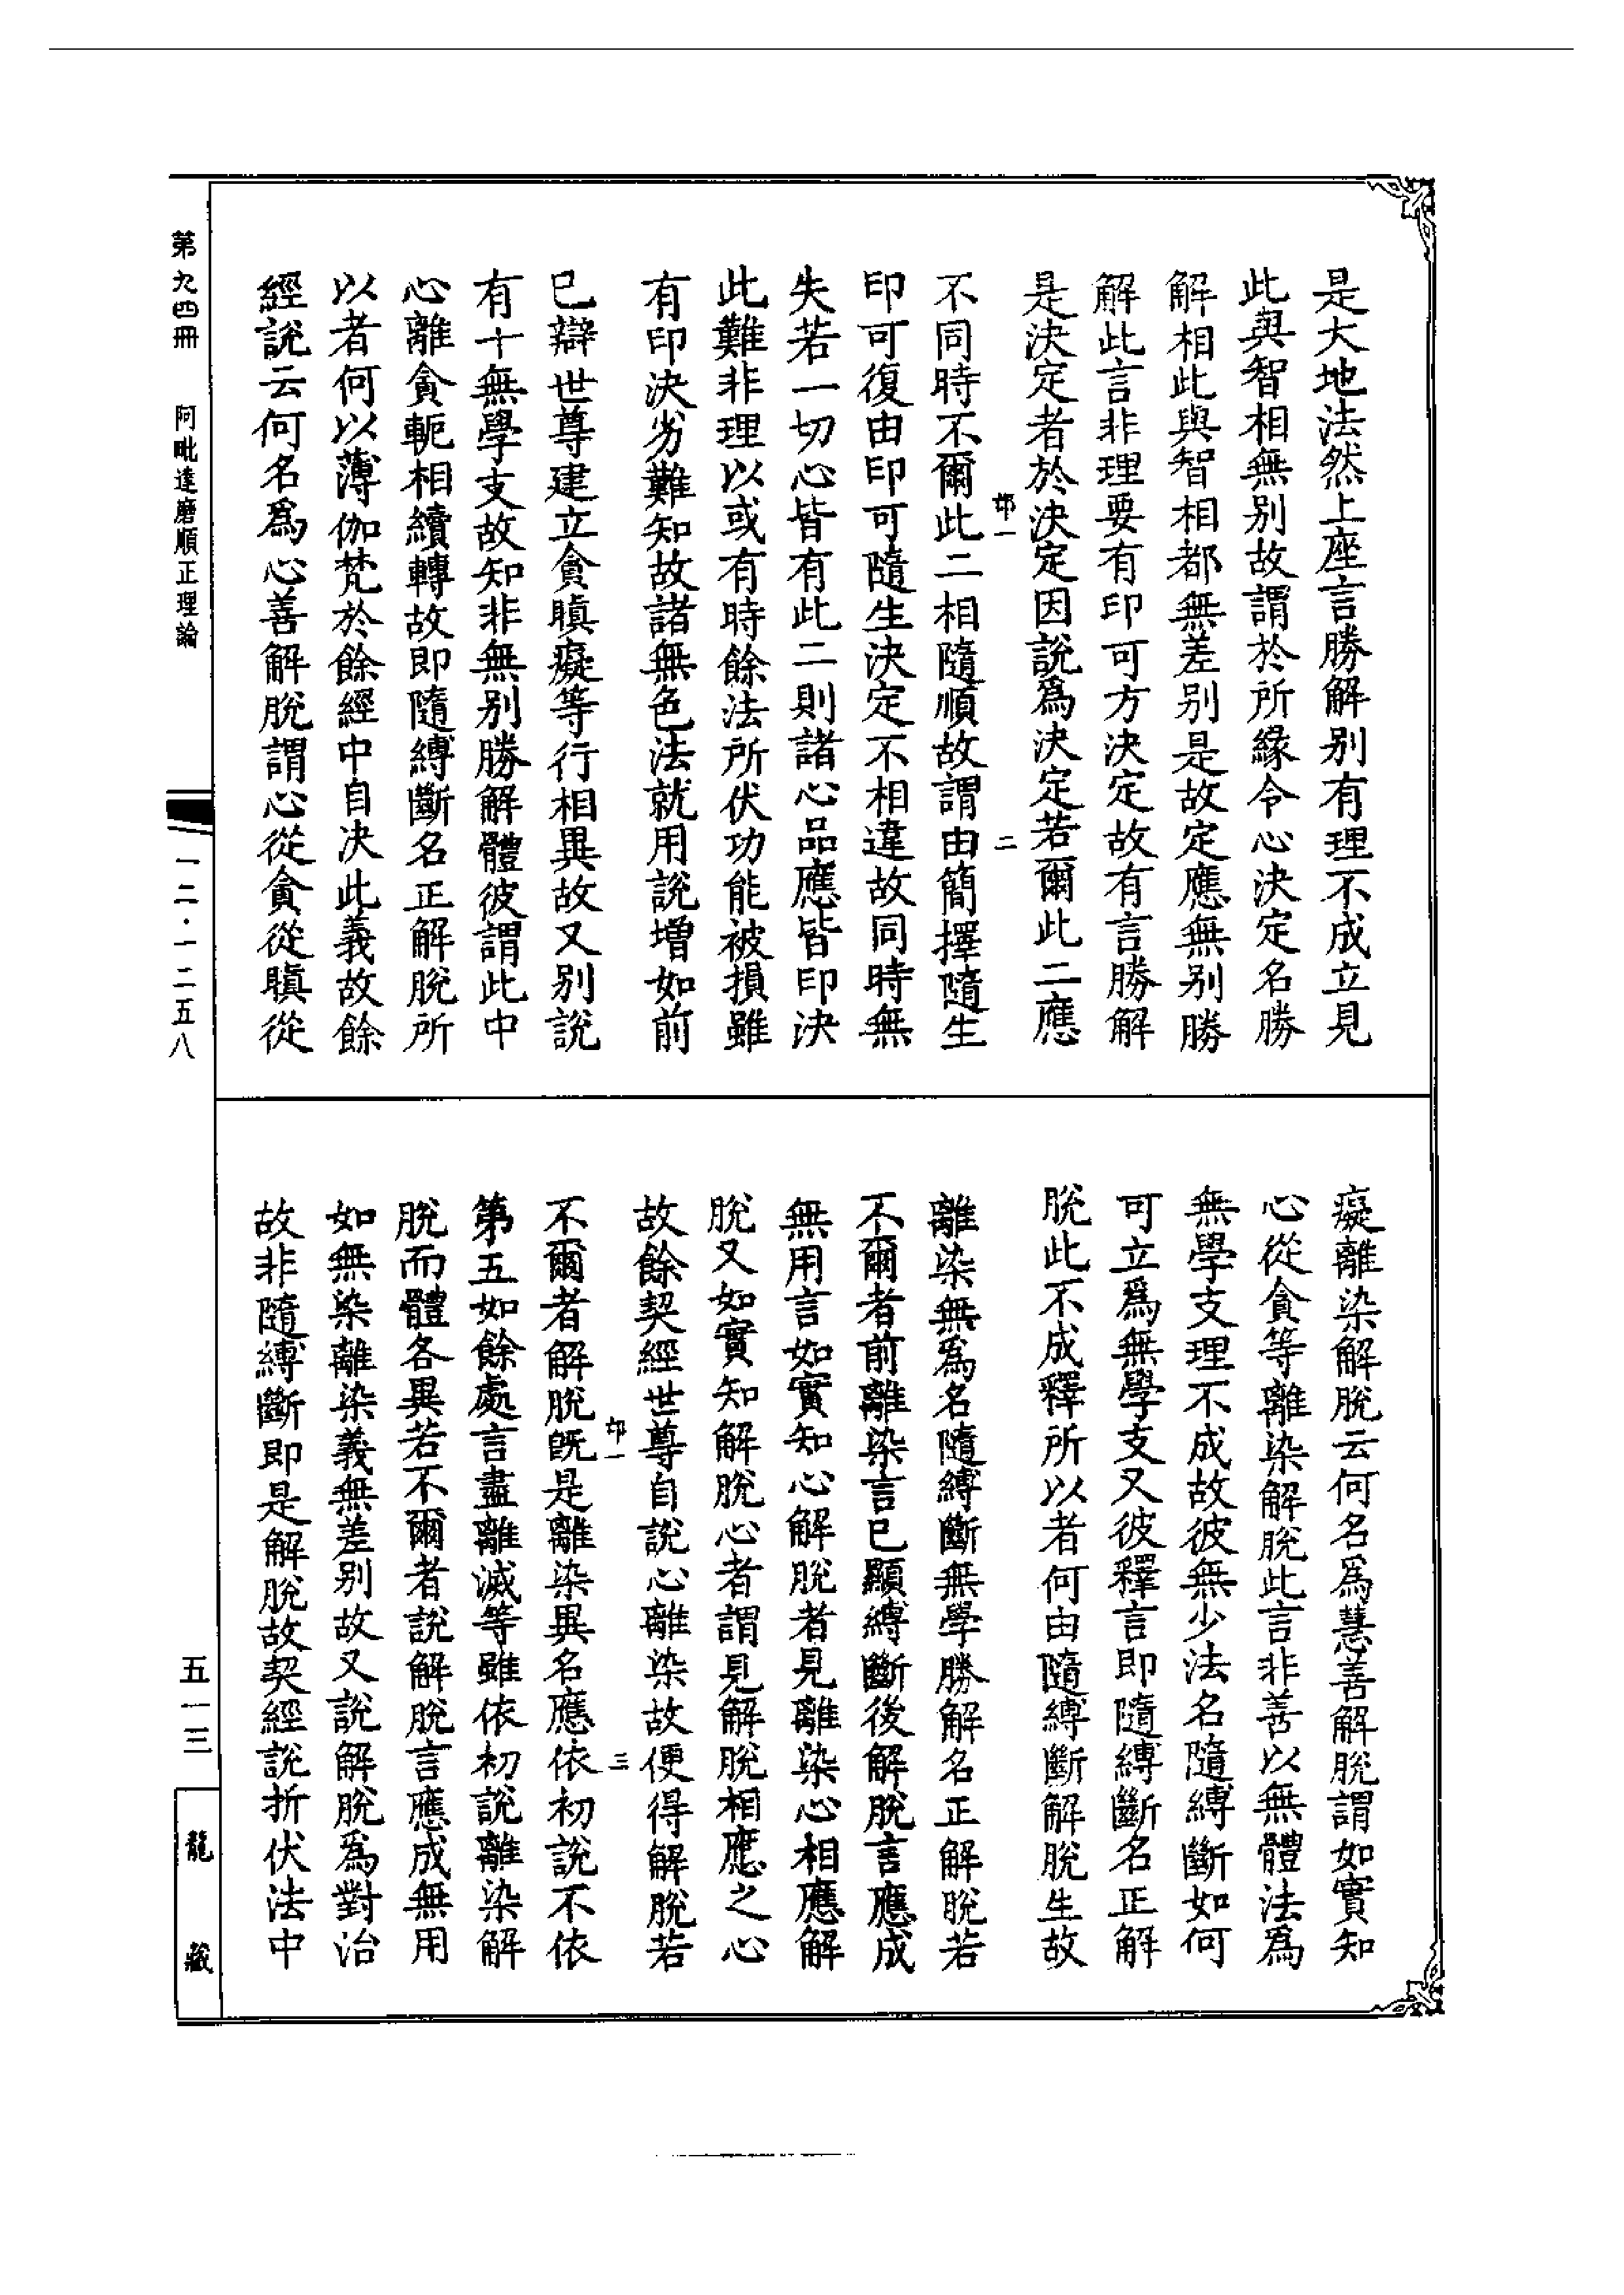 是大地法然上座言勝解别有理不成立見
此與智相無别故謂於所緣令心決定名勝
解相此與智相都無差别是故定應無别勝
解此言非理要有印可方決定故有言勝解
是決定者於決定因說爲決定若爾此二應
不同時不爾此二相隨順故謂由簡擇隨生
印可復由印可隨生決定不相違故同時無
失若一切心皆有此二則諸心品應皆印決
此難非理以或有時餘法所伏功能被損雖
有印決劣難知故諸無色法就用說增如前
已辯世尊建立貪瞋癡等行相異故又别說
有十無學支故知非無别勝解體彼謂此中
心離貪軛相續轉故即隨縛斷名正解脫所
以者何以薄伽梵於餘經中自決此義故餘
經說云何名爲心善解脫謂心從貪從瞋從
癡離染解脫云何名爲慧善解脫謂如實知
心從貪等離染解脫此言非善以無體法爲
無學支理不成故彼無少法名隨縛斷如何
可立爲無學支又彼釋言即隨縛斷名正解
脫此不成釋所以者何由隨縛斷解脫生故
離染無爲名隨縛斷無學勝解名正解脫若
不爾者前離染言已顯縛斷後解脫言應成
無用言如實知心解脫者見離染心相應解
脫又如實知解脫心者謂見解脫相應之心
故餘契經世尊自說心離染故便得解脫若
不爾者解脫既是離染異名應依初說不依
第五如餘處言盡離滅等雖依初說離染解
脫而體各異若不爾者說解脫言應成無用
如無染離染義無差别故又說解脫爲對治
故非隨縛斷即是解脫故契經說折伏法中
第九四冊
阿毗達磨順正理論
一二·一二五八
五一三
龍藏
二
三